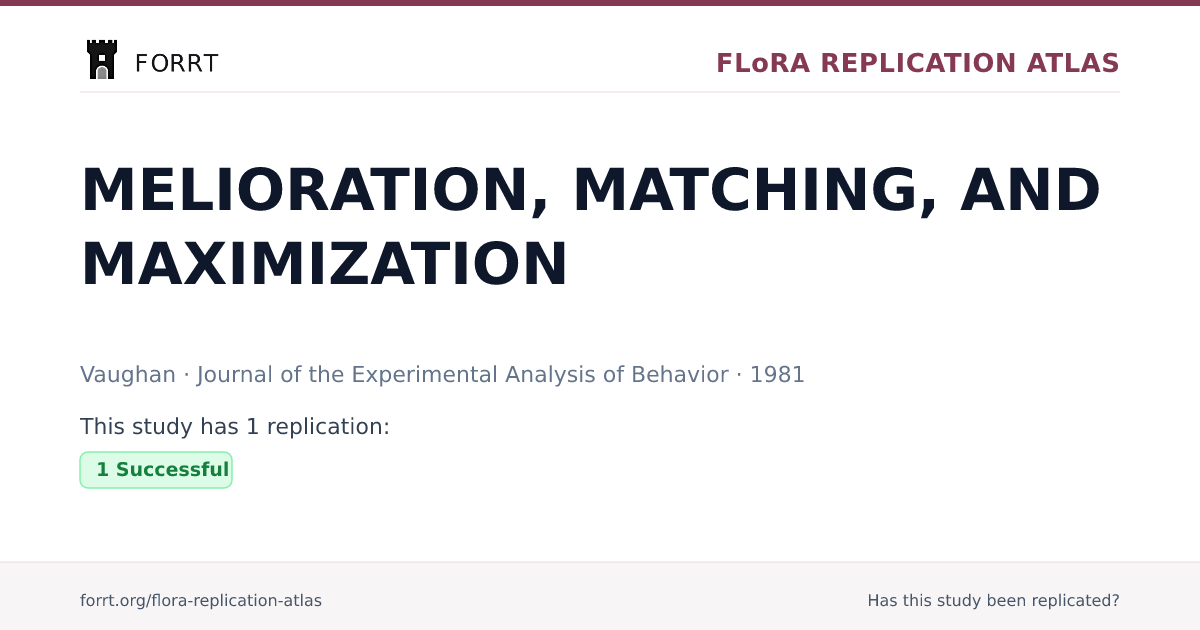 FORRT
FLoRA REPLICATION ATLAS
MELIORATION, MATCHING, AND
MAXIMIZATION
Vaughan · Journal of the Experimental Analysis of Behavior · 1981
This study has 1 replication:
1 Successful
forrt.org/flora-replication-atlas
Has this study been replicated?